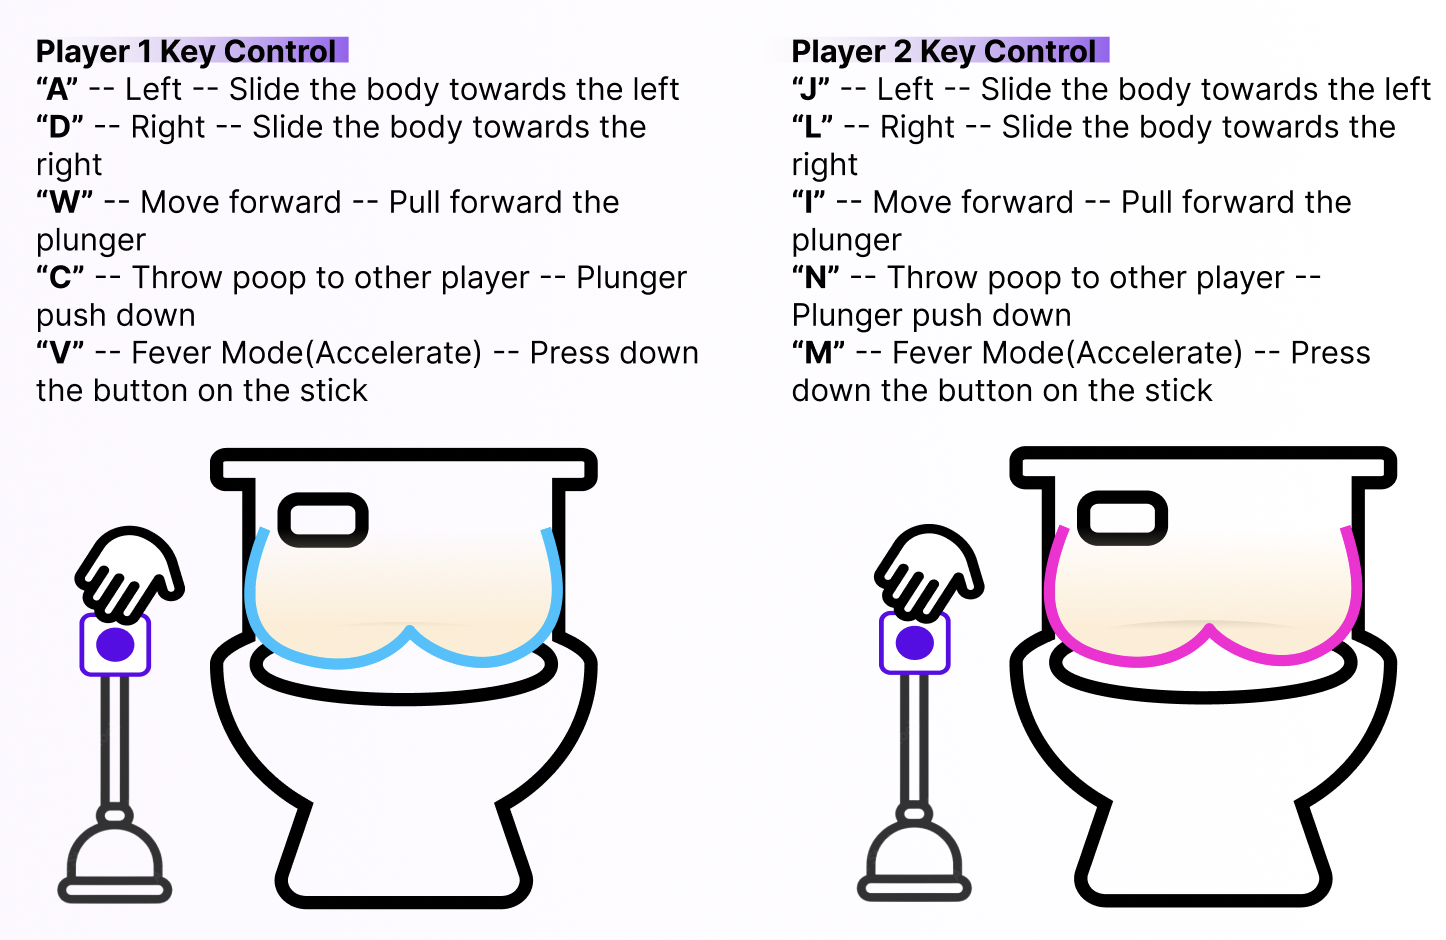 Player 1 Key Control
“A” -- Left -- Slide the body towards the left
“D” -- Right -- Slide the body towards the
right
“W” -- Move forward -- Pull forward the
plunger
“C” -- Throw poop to other player -- Plunger
push down
“V” -- Fever Mode(Accelerate) -- Press down
the button on the stick
Player 2 Key Control
“J” -- Left -- Slide the body towards the left
“L” -- Right -- Slide the body towards the
right
“I” -- Move forward -- Pull forward the
plunger
“N” -- Throw poop to other player --
Plunger push down
“M” -- Fever Mode(Accelerate) -- Press
down the button on the stick